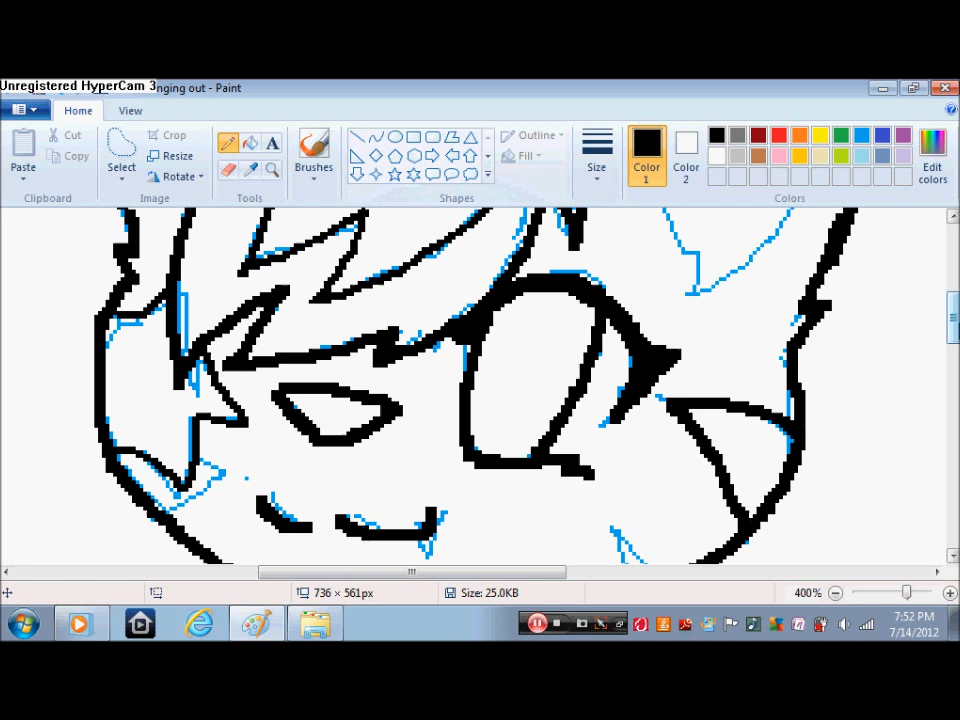 Unregistered HyperCam 3 nging out - Paint
Home View
Cut
Copy
Paste
Clipboard
Crop
Resize
Rotate
Select
Image
A
Tools
Brushes
Outline
Fill
Shapes
Size
Color 1
Color 2
Edit colors
Colors
736 × 561px
Size: 25.0KB
400%
7:52 PM
7/14/2012